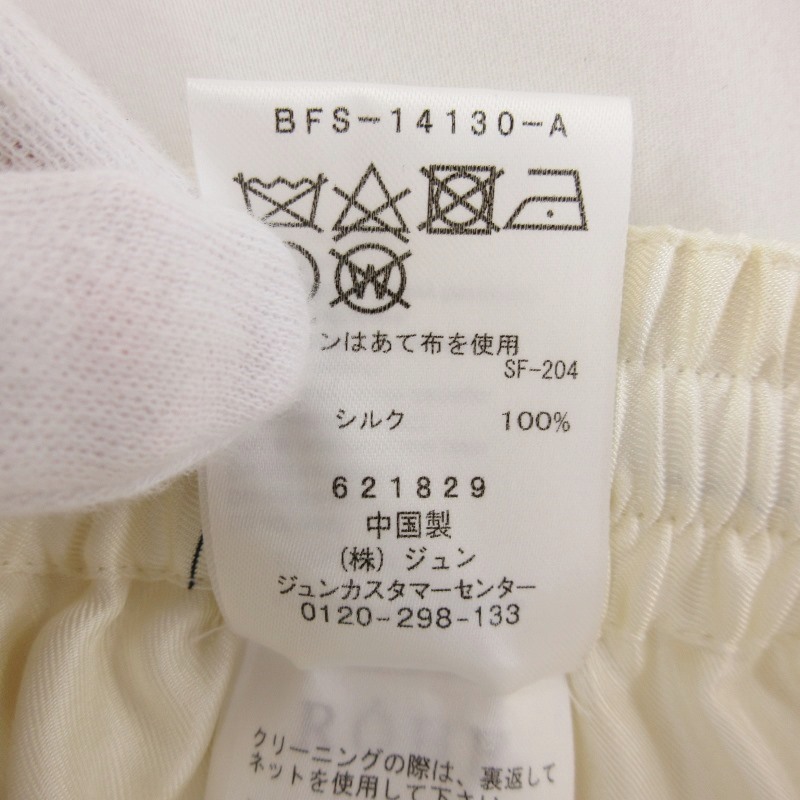 BFS-14130-A
W
ンはあて布を使用
SF-204
シルク 100%
621829
中国製
(株) ジュン
ジュンカスタマーセンター
0120-298-133
クリーニングの際は、裏返して
ネットを使用して下さい